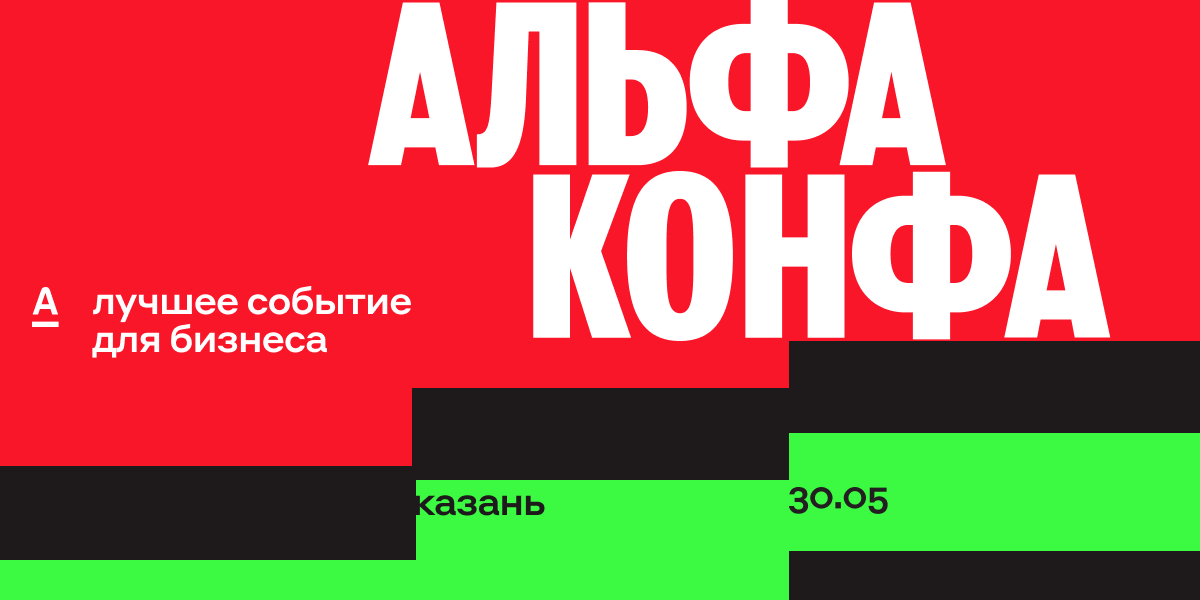 АЛЬФА
КОНФА
А
лучшее событие
для бизнеса
казань
30.05